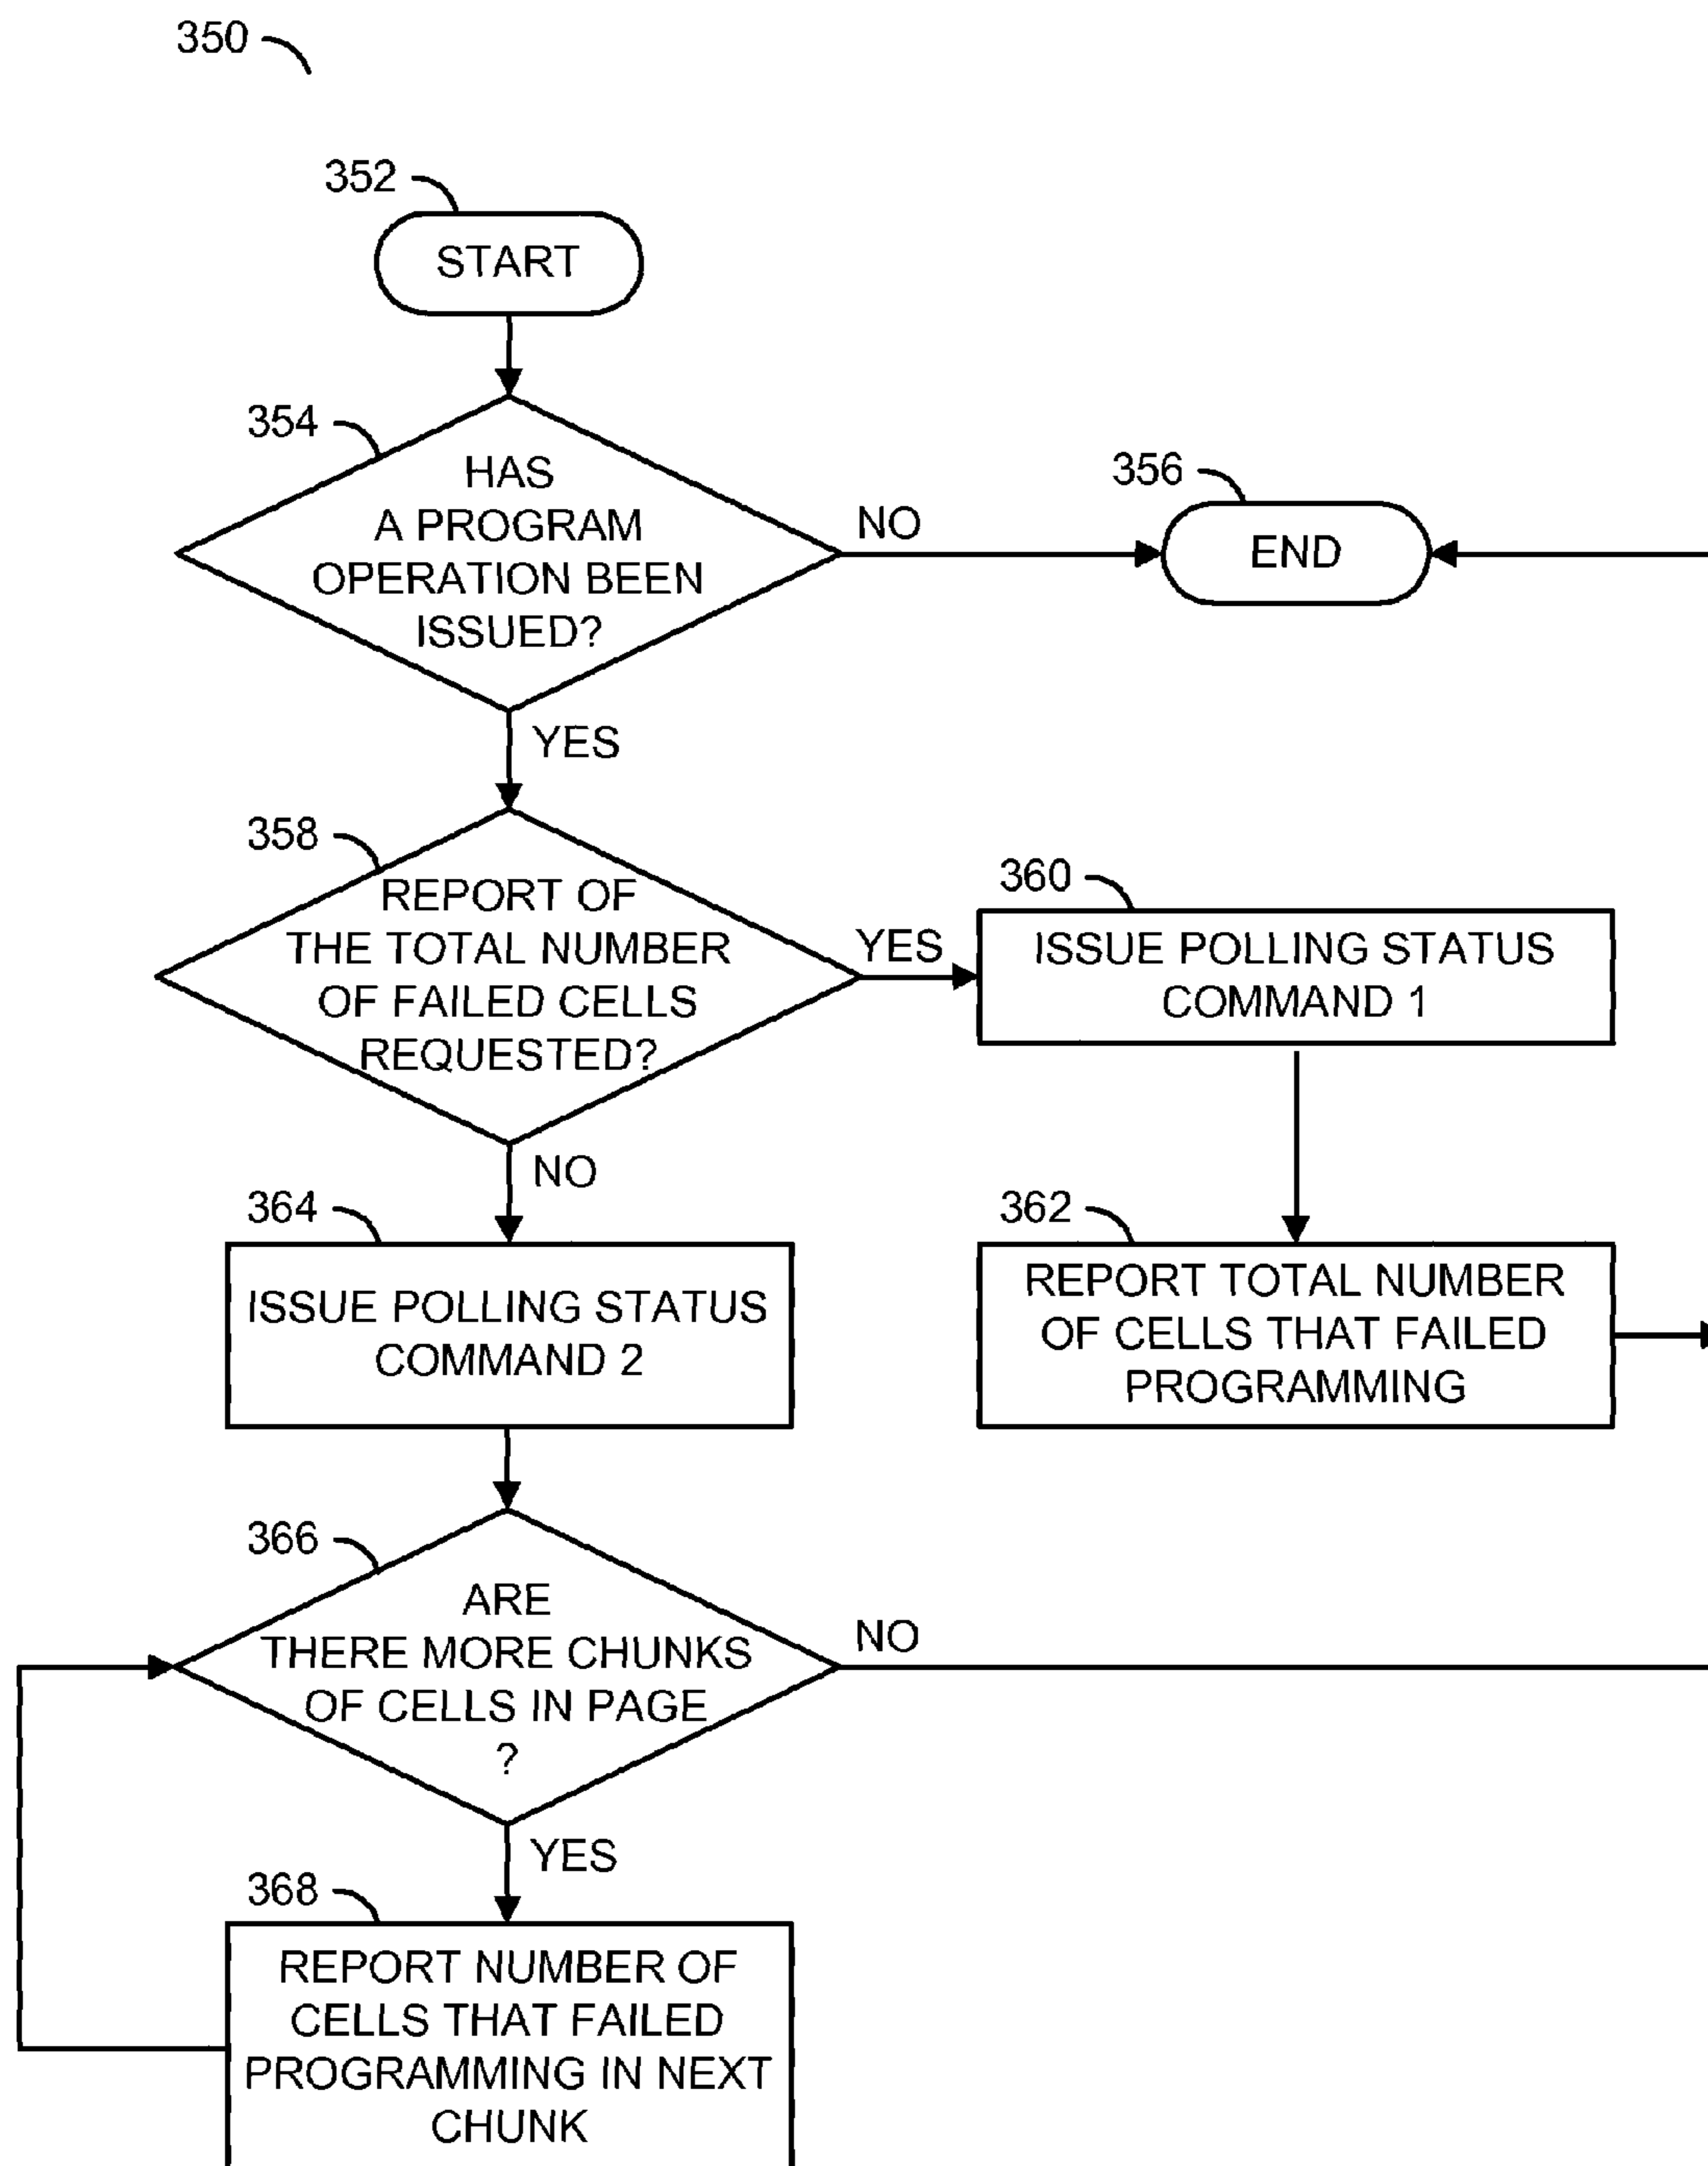 350
352
START
354
HAS
A PROGRAM
OPERATION BEEN
ISSUED?
NO
356
END
YES
358
REPORT OF
THE TOTAL NUMBER
OF FAILED CELLS
REQUESTED?
YES
360
ISSUE POLLING STATUS
COMMAND 1
NO
362
REPORT TOTAL NUMBER
OF CELLS THAT FAILED
PROGRAMMING
364
ISSUE POLLING STATUS
COMMAND 2
366
ARE
THERE MORE CHUNKS
OF CELLS IN PAGE
?
NO
YES
368
REPORT NUMBER OF
CELLS THAT FAILED
PROGRAMMING IN NEXT
CHUNK